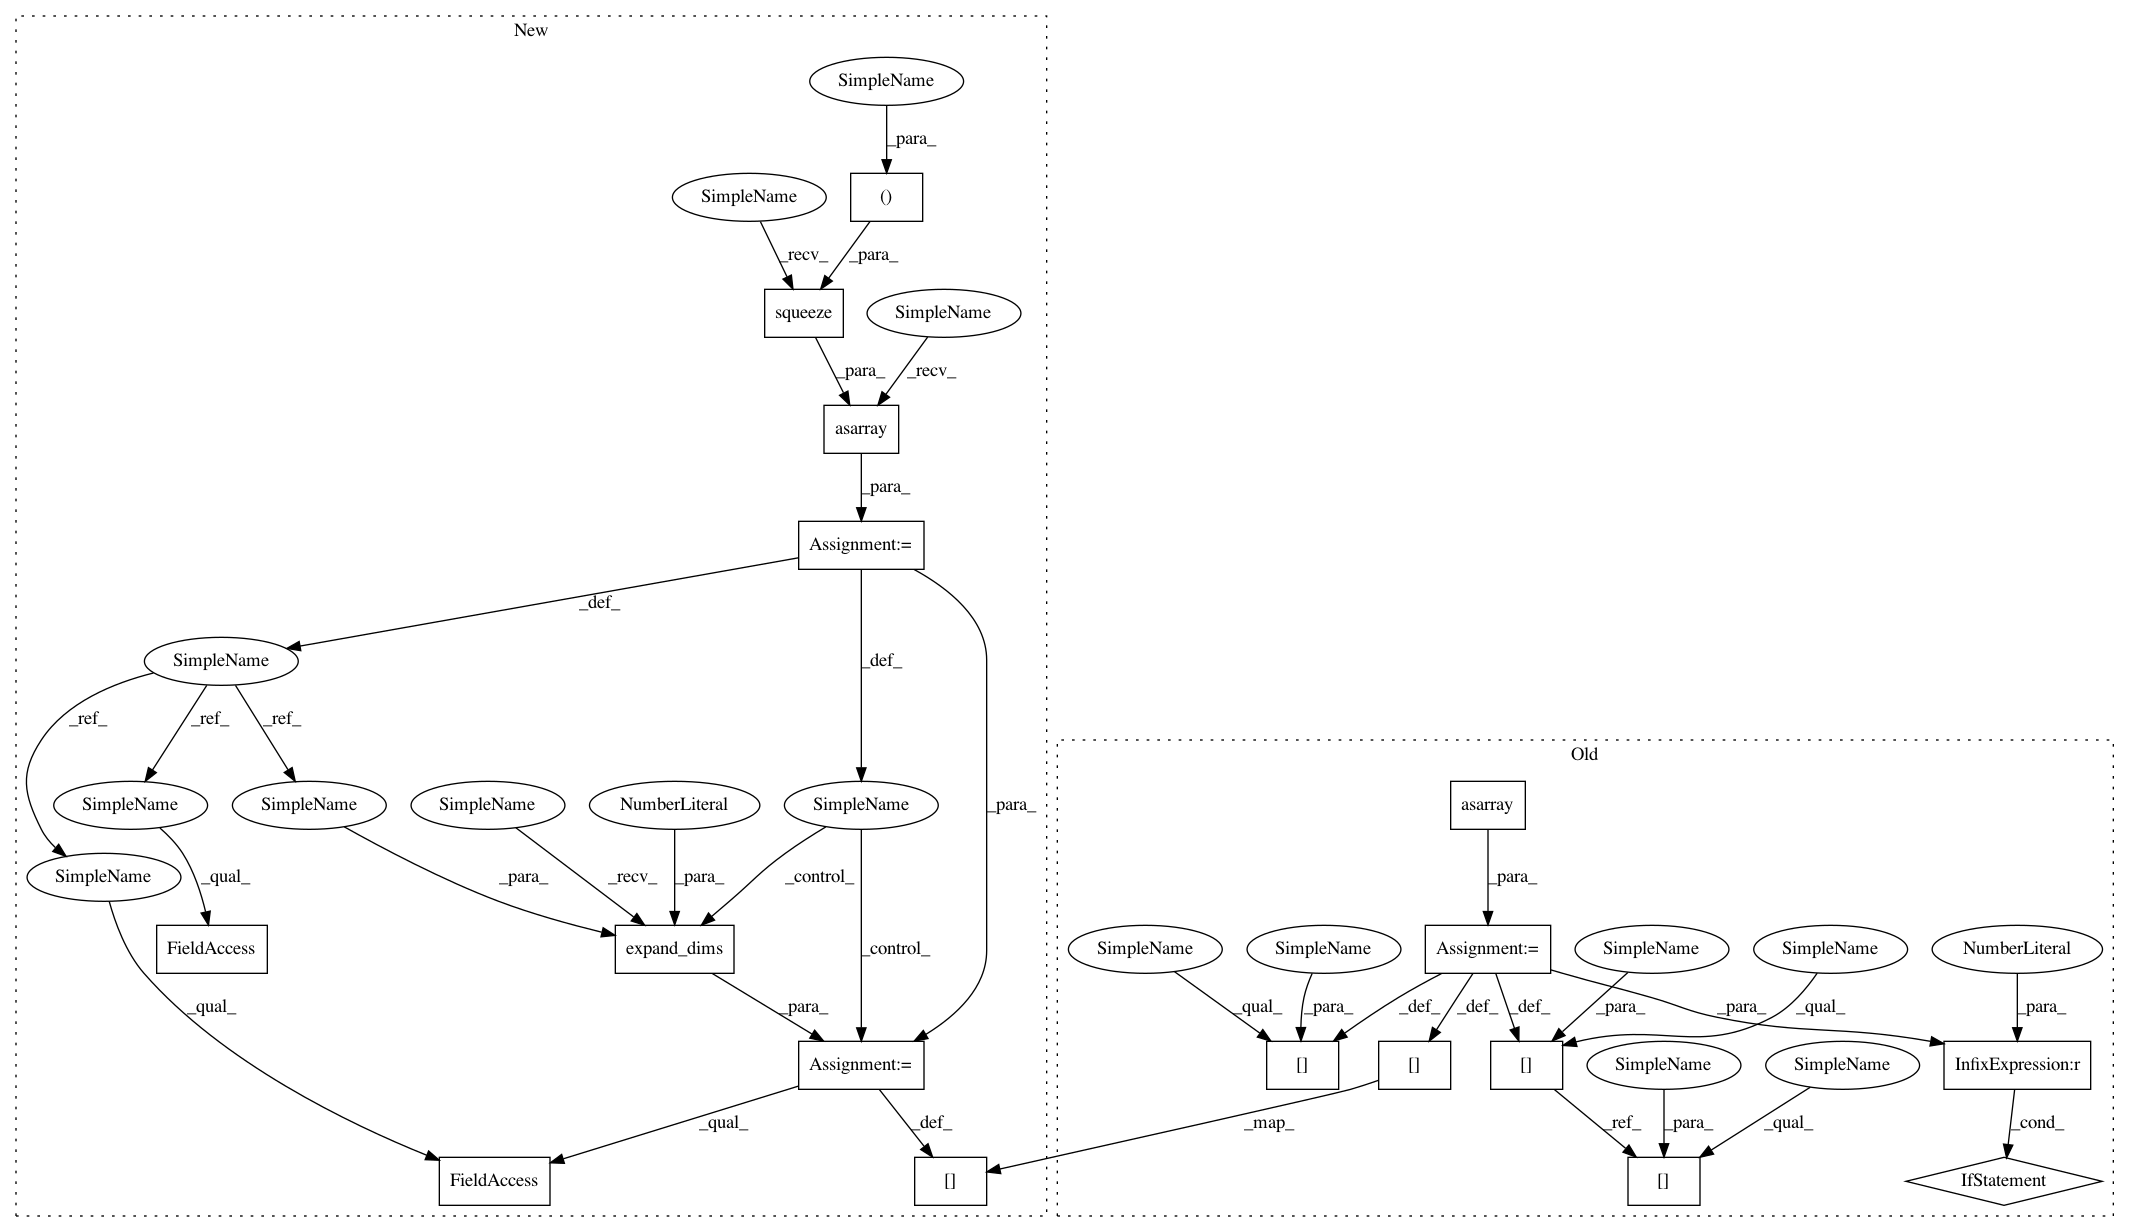 New
SimpleName
_para_
SimpleName
()
_recv_
_para_
squeeze
SimpleName
_para_
_recv_
asarray
_para_
Assignment:=
_def_
SimpleName
_def_
_ref_
_ref_
_ref_
_para_
SimpleName
SimpleName
SimpleName
NumberLiteral
SimpleName
SimpleName
_qual_
_para_
_recv_
_para_
_control_
FieldAccess
expand_dims
_control_
_qual_
_para_
Assignment:=
_qual_
_def_
FieldAccess
[]
Old
asarray
_para_
SimpleName
SimpleName
Assignment:=
SimpleName
SimpleName
NumberLiteral
_qual_
_para_
_def_
_def_
_def_
_para_
_para_
_qual_
_para_
[]
[]
[]
SimpleName
SimpleName
InfixExpression:r
_map_
_ref_
_para_
_qual_
_cond_
[]
IfStatement